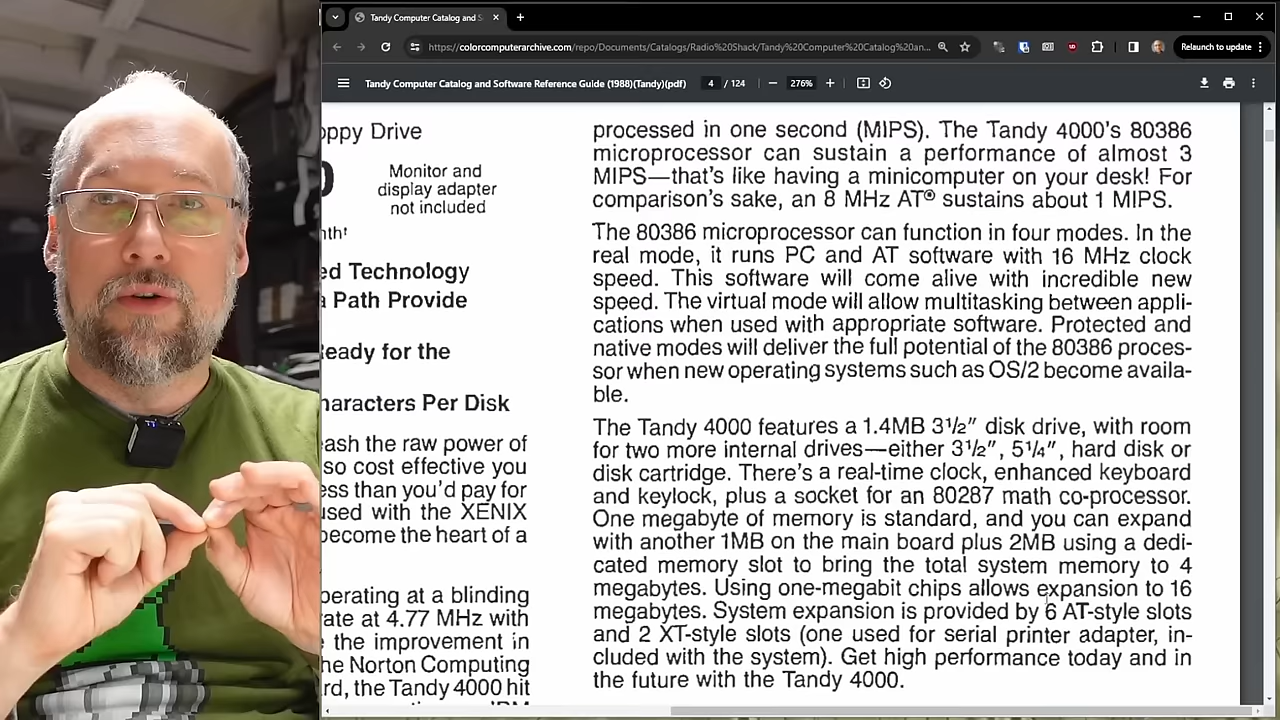 Tandy Computer Catalog and S
https://colorcomputerarchive.com/repo/Documents/Catalogs/Radio%20Shack/Tandy%20Computer%20Catalog%20an...
Relaunch to update
Tandy Computer Catalog and Software Reference Guide (1988)(Tandy)(pdf)
4 / 124
276%
oppy Drive
0
Monitor and
display adapter
not included
nth!
ed Technology
a Path Provide
Ready for the
haracters Per Disk
eash the raw power of
so cost effective you
ess than you'd pay for
used with the XENIX
become the heart of a
perating at a blinding
rate at 4.77 MHz with
e the improvement in
he Norton Computing
rd, the Tandy 4000 hit
processed in one second (MIPS). The Tandy 4000's 80386
microprocessor can sustain a performance of almost 3
MIPS—that's like having a minicomputer on your desk! For
comparison's sake, an 8 MHz AT® sustains about 1 MIPS.
The 80386 microprocessor can function in four modes. In the
real mode, it runs PC and AT software with 16 MHz clock
speed. This software will come alive with incredible new
speed. The virtual mode will allow multitasking between appli-
cations when used with appropriate software. Protected and
native modes will deliver the full potential of the 80386 proces-
sor when new operating systems such as OS/2 become availa-
ble.
The Tandy 4000 features a 1.4MB 3½″ disk drive, with room
for two more internal drives—either 3½″, 5¼″, hard disk or
disk cartridge. There's a real-time clock, enhanced keyboard
and keylock, plus a socket for an 80287 math co-processor.
One megabyte of memory is standard, and you can expand
with another 1MB on the main board plus 2MB using a dedi-
cated memory slot to bring the total system memory to 4
megabytes. Using one-megabit chips allows expansion to 16
megabytes. System expansion is provided by 6 AT-style slots
and 2 XT-style slots (one used for serial printer adapter, in-
cluded with the system). Get high performance today and in
the future with the Tandy 4000.